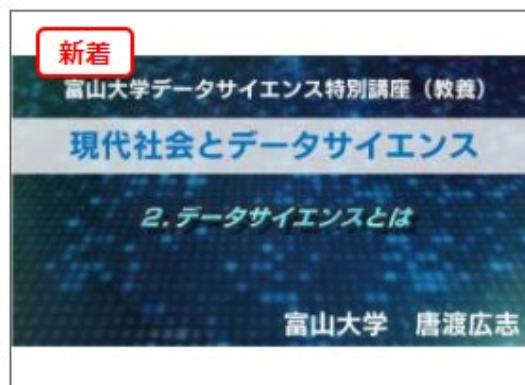 新着
富山大学データサイエンス特別講座（教養）
現代社会とデータサイエンス
2.データサイエンスとは
富山大学　唐渡広志